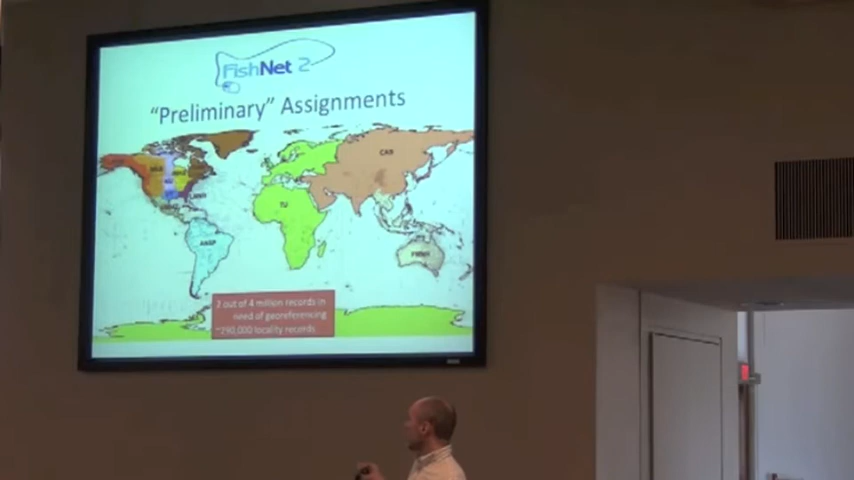 FishNet 2
“Preliminary” Assignments
CAS
TU
ANSP
2 out of 4 million records in
need of georeferencing
~290,000 locality records